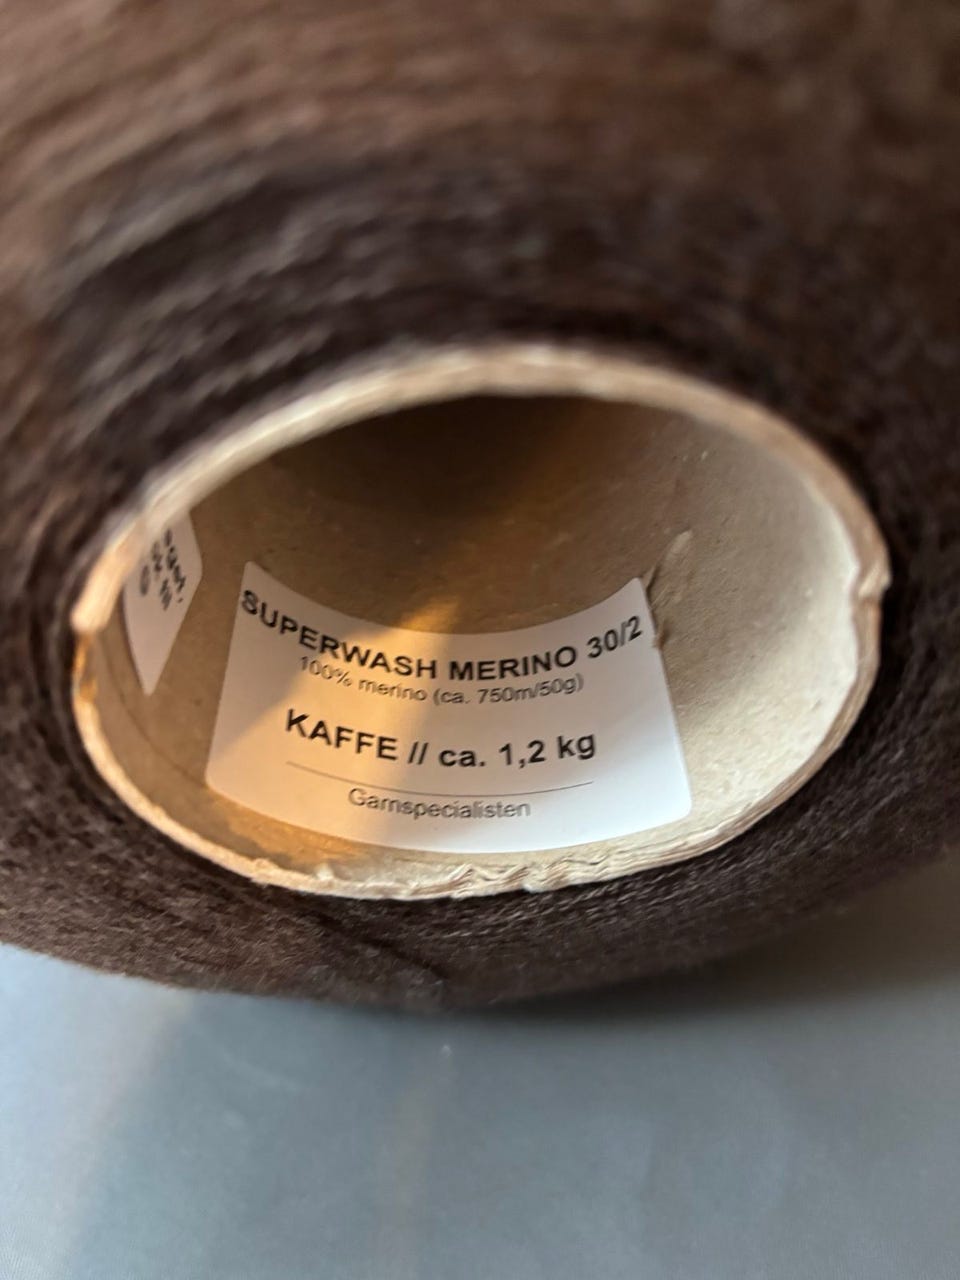 SUPERWASH MERINO 30/2
100% merino (ca. 750m/50g)
KAFFE // ca. 1,2 kg
Garnspecialisten